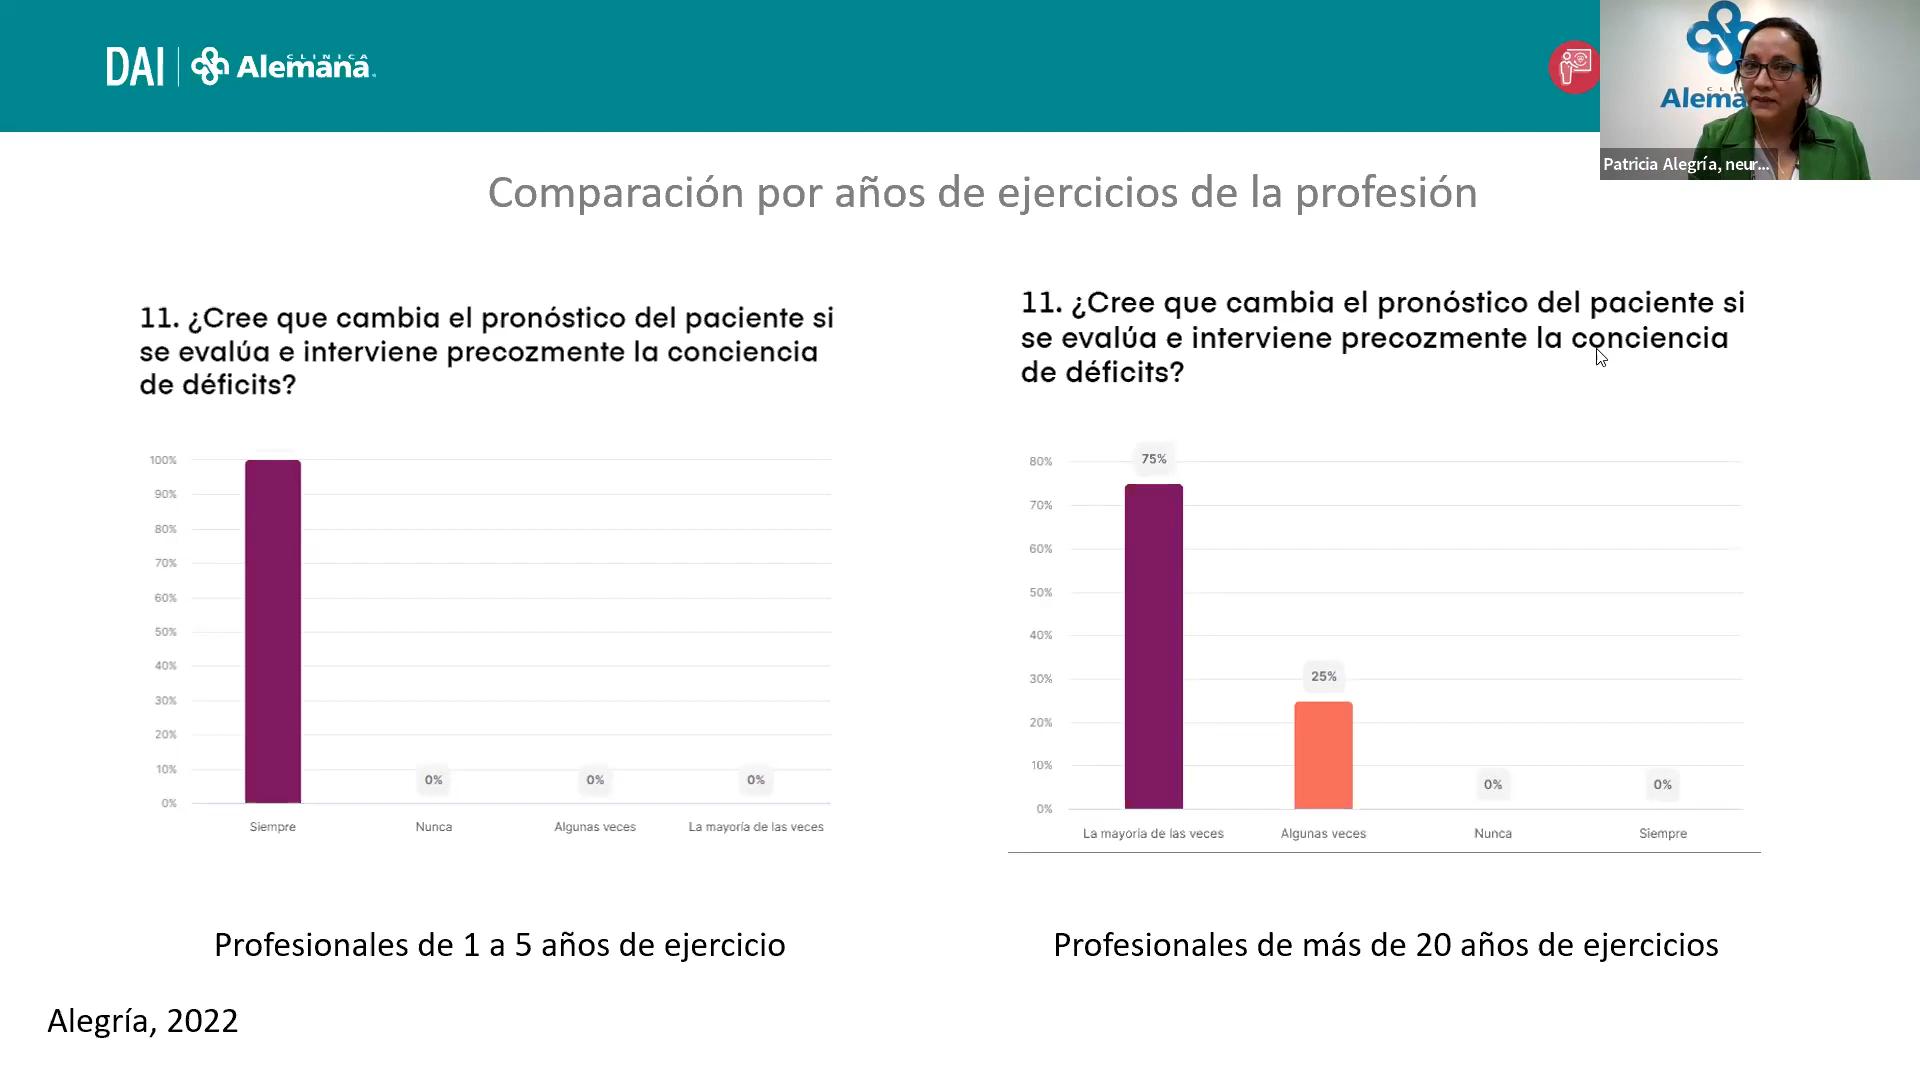 DAI
CLINICA
Alemana
CLI
Alema
Patricia Alegría, neur...
Comparación por años de ejercicios de la profesión
11. ¿Cree que cambia el pronóstico del paciente si
se evalúa e interviene precozmente la conciencia
de déficits?
100%
90%
80%
70%
60%
50%
40%
30%
20%
10%
0%
0%
0%
0%
Siempre
Nunca
Algunas veces
La mayoría de las veces
Profesionales de 1 a 5 años de ejercicio
11. ¿Cree que cambia el pronóstico del paciente si
se evalúa e interviene precozmente la conciencia
de déficits?
80%
70%
60%
50%
40%
30%
20%
10%
0%
75%
25%
0%
0%
La mayoría de las veces
Algunas veces
Nunca
Siempre
Profesionales de más de 20 años de ejercicios
Alegría, 2022